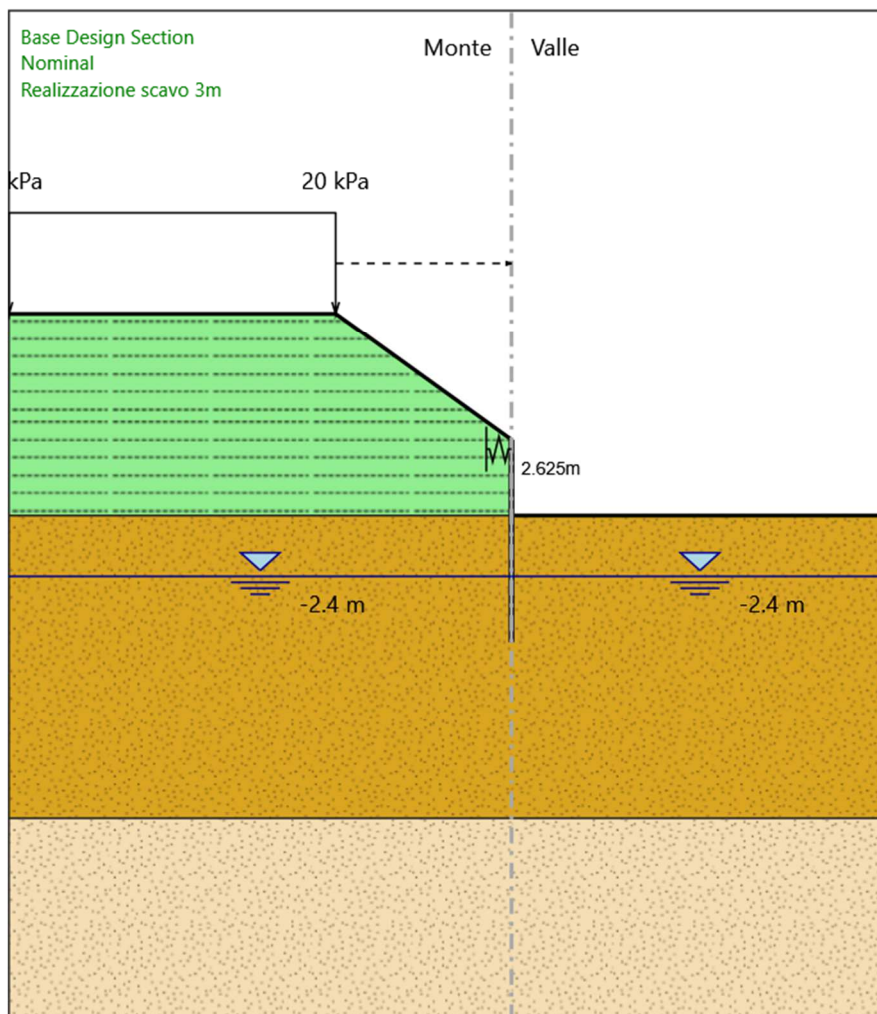 Base Design Section
Nominal
Realizzazione scavo 3m
Monte
Valle
kPa
20 kPa
2.625m
-2.4 m
-2.4 m